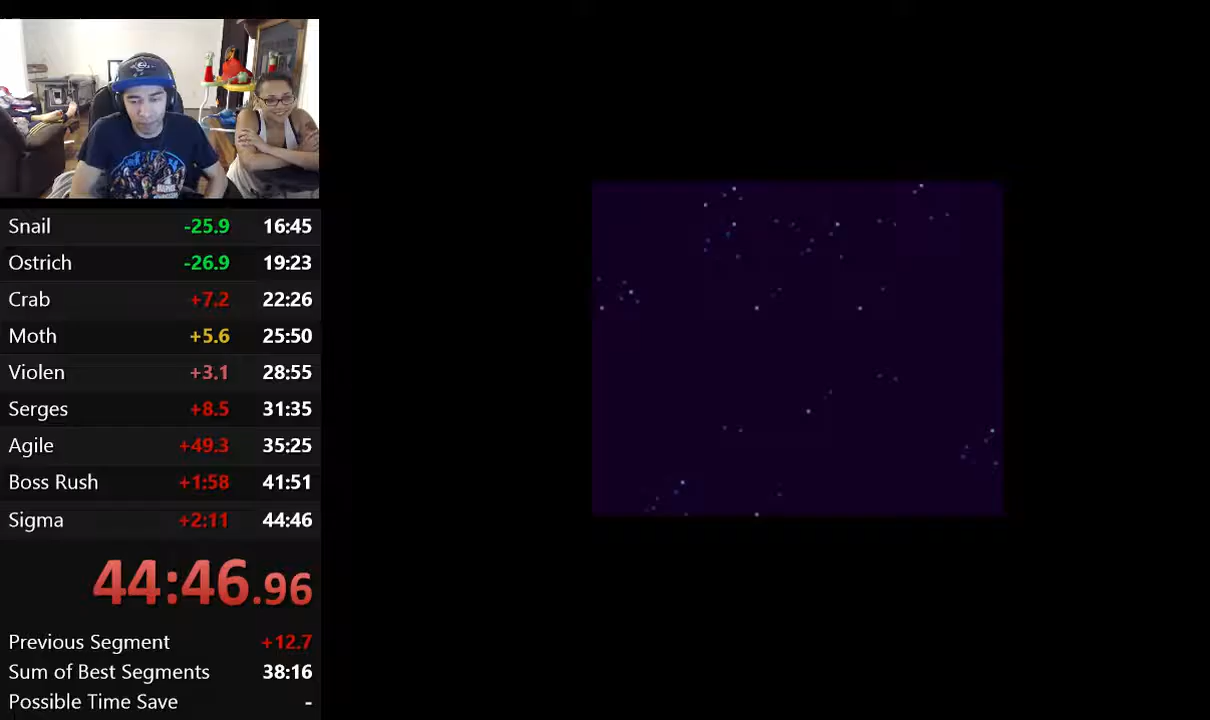 Snail -25.9 16:45
Ostrich -26.9 19:23
Crab +7.2 22:26
Moth +5.6 25:50
Violen +3.1 28:55
Serges +8.5 31:35
Agile +49.3 35:25
Boss Rush +1:58 41:51
Sigma +2:11 44:46
44:46.96
Previous Segment +12.7
Sum of Best Segments 38:16
Possible Time Save -